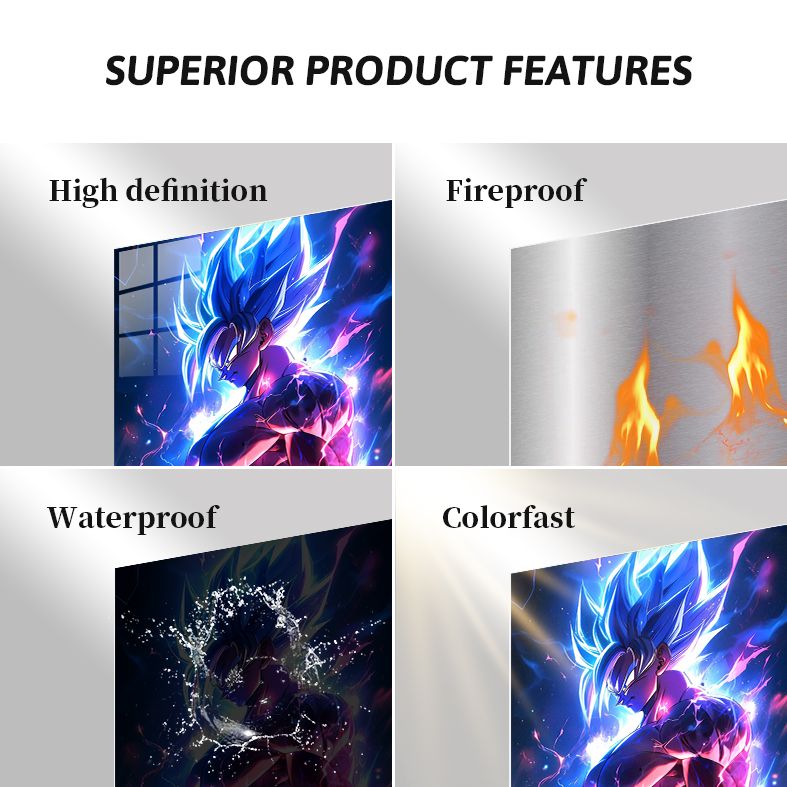 SUPERIOR PRODUCT FEATURES
High definition
Fireproof
Waterproof
Colorfast